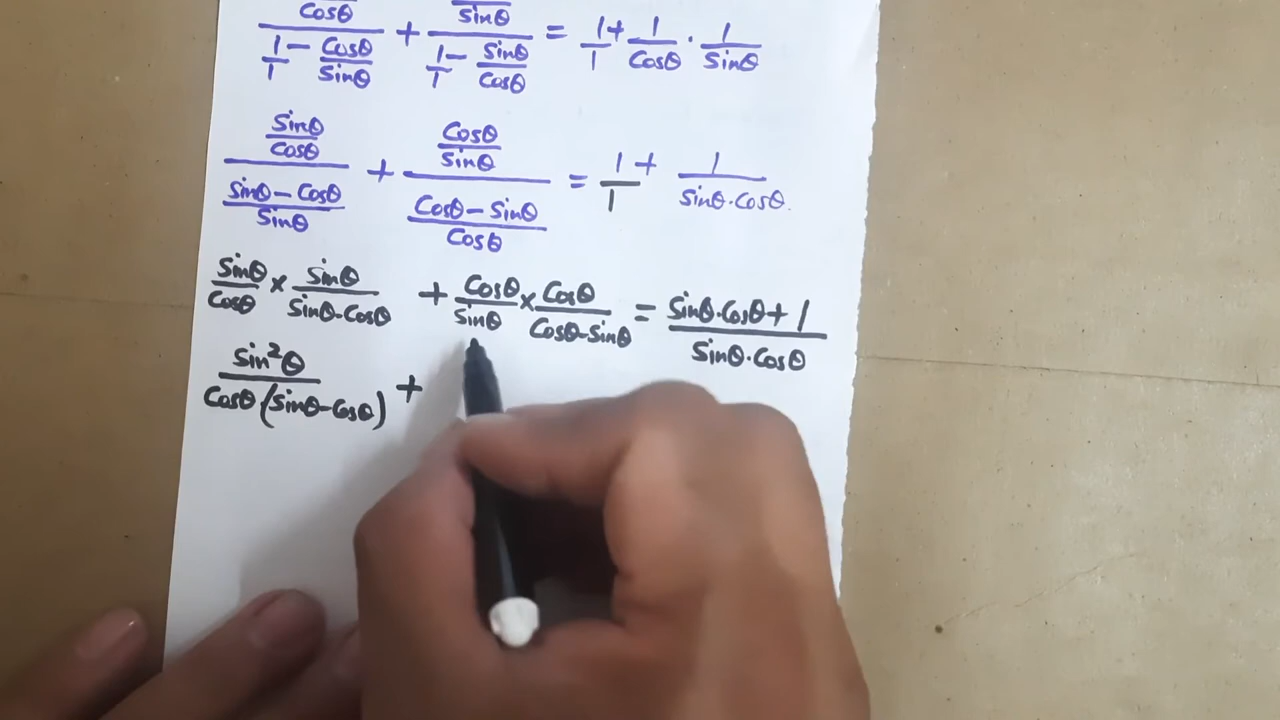 cosθ/(1/1 - cosθ/sinθ) + sinθ/(1/1 - sinθ/cosθ) = 1/1 + 1/cosθ · 1/sinθ
(sinθ/cosθ)/((sinθ - cosθ)/sinθ) + (cosθ/sinθ)/((cosθ - sinθ)/cosθ) = 1/1 + 1/(sinθ·cosθ).
sinθ/cosθ × sinθ/(sinθ-cosθ) + cosθ/sinθ × cosθ/(cosθ-sinθ) = (sinθ·cosθ+1)/(sinθ·cosθ)
sin²θ/(cosθ(sinθ-cosθ)) +